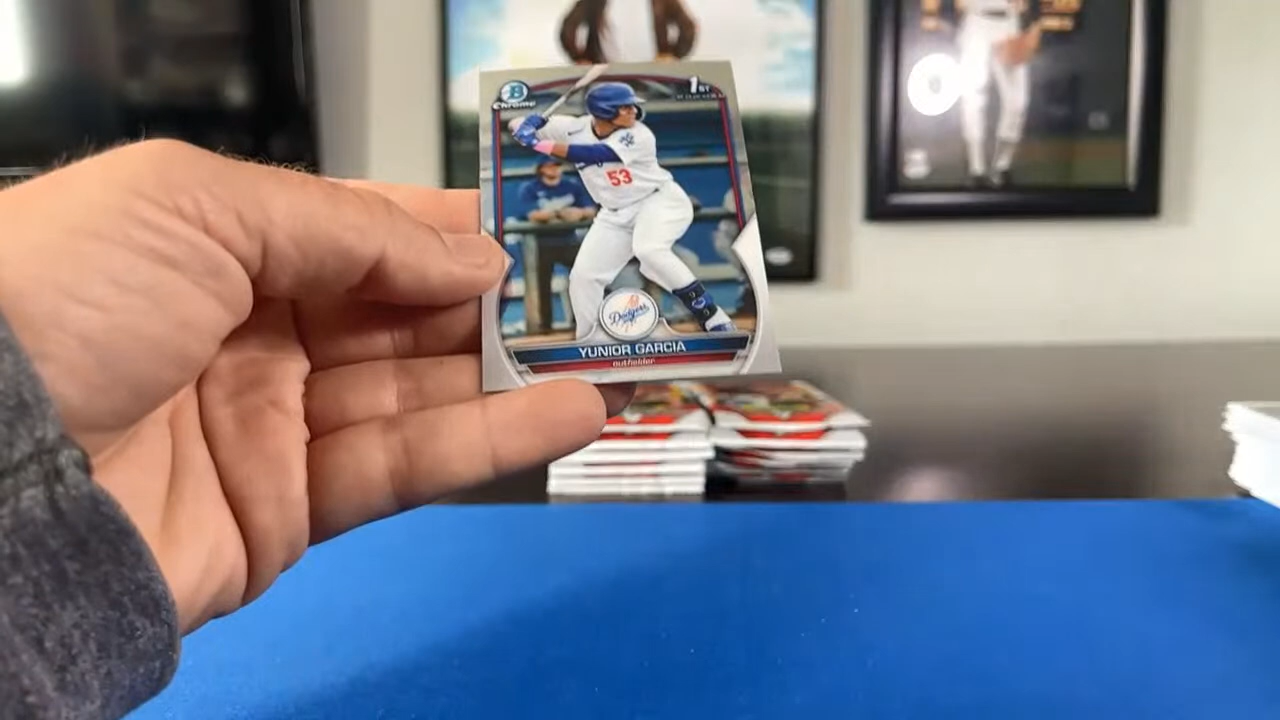 B
Chrome
1ST
53
Dodgers
YUNIOR GARCIA
outfielder